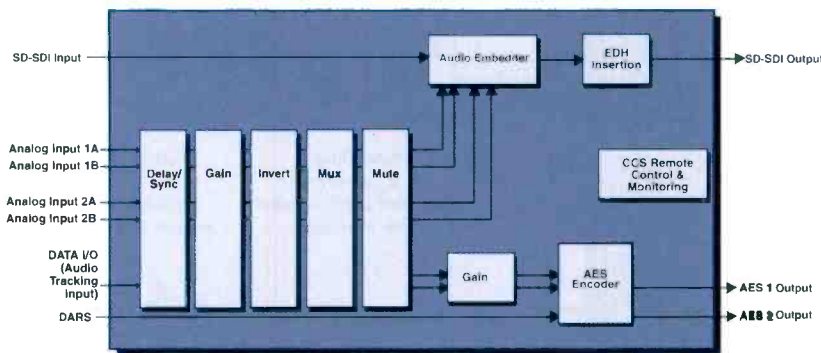 SD-SDI Input
Audio Embedder
EDH
Insertion
SD-SDI Output
Analog Input 1A
Analog Input 1B
Analog Input 2A
Analog Input 2B
Delay/
Sync
Gain
Invert
Mux
Mute
CCS Remote
Control &
Monitoring
DATA I/O
(Audio
Tracking
Input)
DARS
Gain
AES
Encoder
AES 1 Output
AES 2 Output